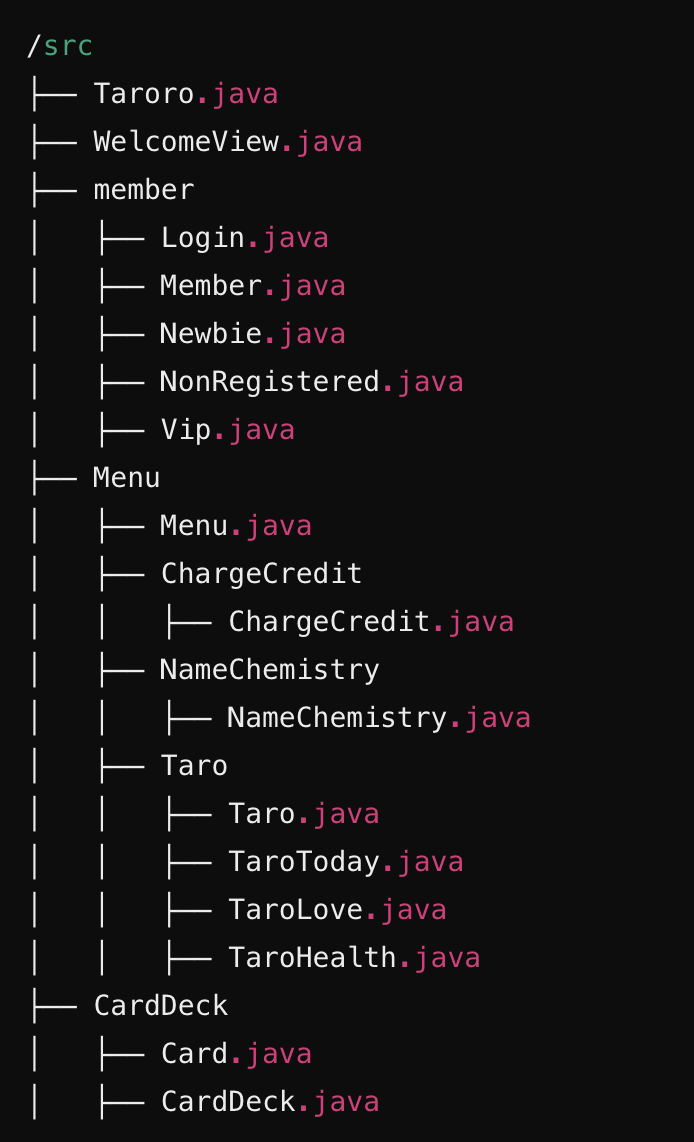 /src
├── Taroro.java
├── WelcomeView.java
├── member
│   ├── Login.java
│   ├── Member.java
│   ├── Newbie.java
│   ├── NonRegistered.java
│   ├── Vip.java
├── Menu
│   ├── Menu.java
│   ├── ChargeCredit
│   │   ├── ChargeCredit.java
│   ├── NameChemistry
│   │   ├── NameChemistry.java
│   ├── Taro
│   │   ├── Taro.java
│   │   ├── TaroToday.java
│   │   ├── TaroLove.java
│   │   ├── TaroHealth.java
├── CardDeck
│   ├── Card.java
│   ├── CardDeck.java